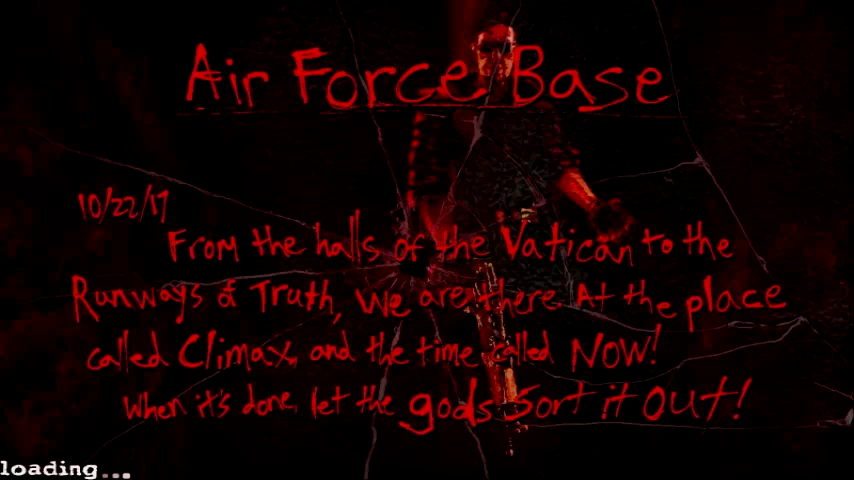 Air Force Base
10/22/17
From the halls of the Vatican to the
Runways of Truth, we are there. At the place
called Climax, and the time called NOW!
When it's done, let the gods sort it OUT!
loading...